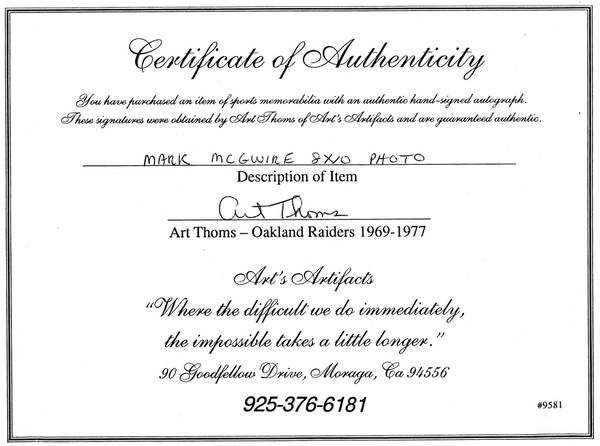 Certificate of Authenticity
You have purchased an item of sports memorabilia with an authentic hand-signed autograph.
These signatures were obtained by Art Thoms of Art's Artifacts and are guaranteed authentic.
MARK MCGWIRE 8X10 PHOTO
Description of Item
Art Thoms
Art Thoms – Oakland Raiders 1969-1977
Art's Artifacts
"Where the difficult we do immediately,
the impossible takes a little longer."
90 Goodfellow Drive, Moraga, Ca 94556
925-376-6181
#9581